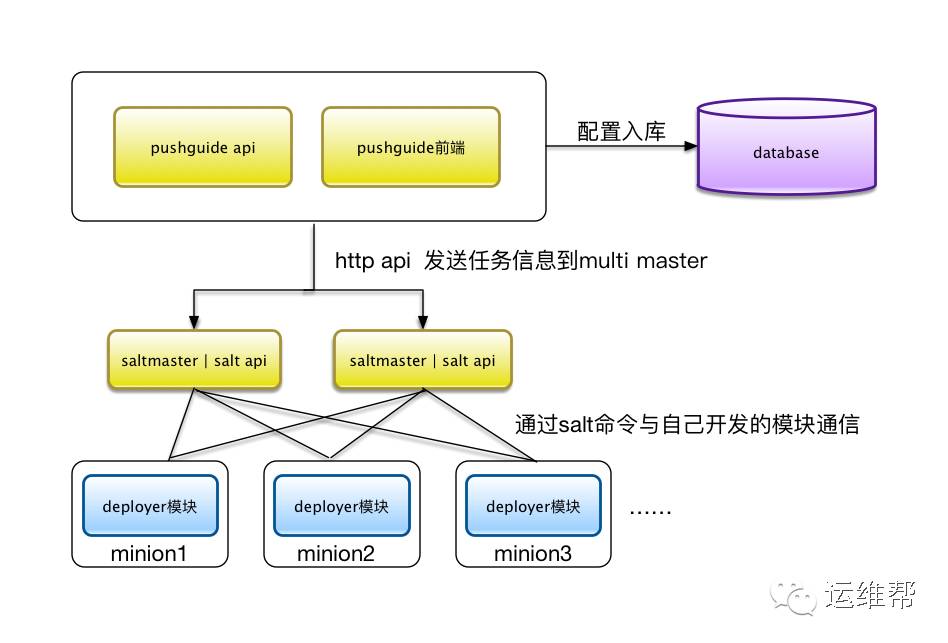 pushguide api
pushguide前端
配置入库
database
http api 发送任务信息到multi master
saltmaster | salt api
saltmaster | salt api
通过salt命令与自己开发的模块通信
deployer模块
deployer模块
deployer模块
……
minion1
minion2
minion3
运维帮